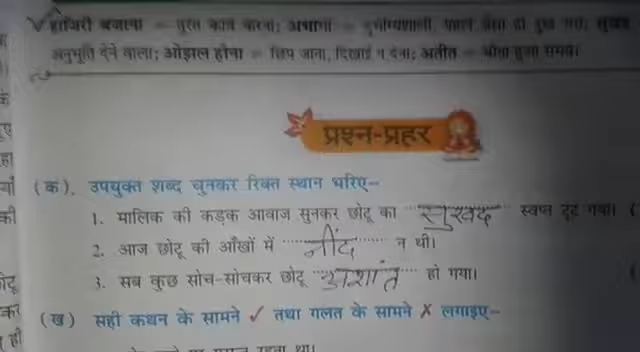 हाजिरी बजाना – तुरंत काम करना; अभागा – दुर्भाग्यशाली, सुखद
अनुभूति देने वाला; ओझल होना – छिप जाना, दिखाई न देना; अतीत – बीता हुआ समय।
प्रश्न-प्रहर
(क). उपयुक्त शब्द चुनकर रिक्त स्थान भरिए–
1. मालिक की कड़क आवाज सुनकर छोटू का सुखद स्वप्न टूट गया। (
2. आज छोटू की आँखों में नींद न थी।
3. सब कुछ सोच-सोचकर छोटू अशांत हो गया। (
(ख) सही कथन के सामने ✓ तथा गलत के सामने ✗ लगाइए–